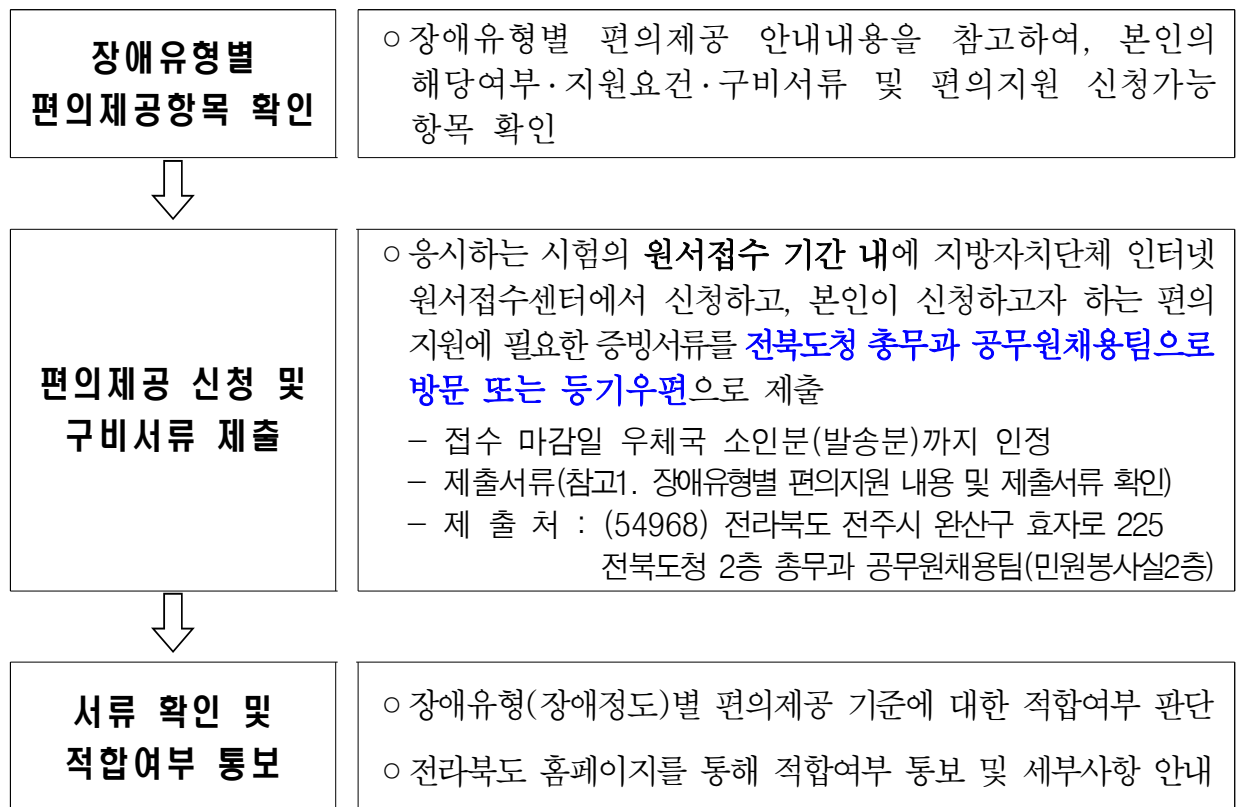 장애유형별
편의제공항목 확인
○ 장애유형별 편의제공 안내내용을 참고하여, 본인의
해당여부·지원요건·구비서류 및 편의지원 신청가능
항목 확인
편의제공 신청 및
구비서류 제출
○ 응시하는 시험의 원서접수 기간 내에 지방자치단체 인터넷
원서접수센터에서 신청하고, 본인이 신청하고자 하는 편의
지원에 필요한 증빙서류를 전북도청 총무과 공무원채용팀으로
방문 또는 등기우편으로 제출
- 접수 마감일 우체국 소인분(발송분)까지 인정
- 제출서류(참고1. 장애유형별 편의지원 내용 및 제출서류 확인)
- 제 출 처 : (54968) 전라북도 전주시 완산구 효자로 225
전북도청 2층 총무과 공무원채용팀(민원봉사실2층)
서류 확인 및
적합여부 통보
○ 장애유형(장애정도)별 편의제공 기준에 대한 적합여부 판단
○ 전라북도 홈페이지를 통해 적합여부 통보 및 세부사항 안내